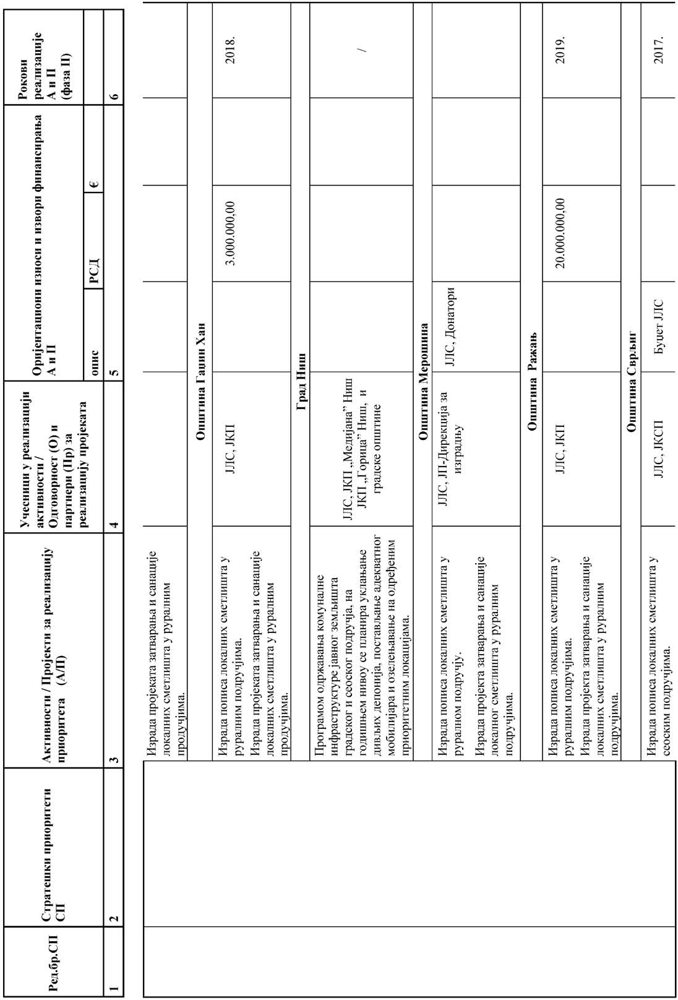 Ред.бр.СП
Стратешки приоритети
СП
Активности / Пројекти за реализацију
приоритета (А/П)
Учесници у реализацији
активности /
Одговорност (О) и
партнери (Пр) за
реализацију пројеката
Оријентациони износи и извори финансирања
А и П
опис
РСД
€
Рокови
реализације
А и П
(фаза II)
1
2
3
4
5
6
Израда пројеката затварања и санације
локалних сметлишта у руралним
продучјима.
Општина Гаџин Хан
Израда пописа локалних сметлишта у
руралним подручјима.
Израда пројеката затварања и санације
локалних сметлишта у руралним
продучјима.
ЈЛС, ЈКП
3.000.000,00
2018.
Град Ниш
Програмом одржавања комуналне
инфраструктуре јавног земљишта
градског и сеоског подручја, на
годишњем нивоу се планира уклањање
дивљих депонија, постављање адекватног
мобилијара и озелењавање на одређеним
приоритетним локацијама.
ЈЛС, ЈКП „Медијана” Ниш
ЈКП „Горица” Ниш, и
градске општине
/
Општина Мерошина
Израда пописа локалних сметлишта у
руралном подручју.
Израда пројекта затварања и санације
локалног сметлишта у руралним
подручјима.
ЈЛС, ЈП-Дирекција за
изградњу
ЈЛС, Донатори
Општина Ражањ
Израда пописа локалних сметлишта у
руралним подручјима.
Израда пројекта затварања и санације
локалних сметлишта у руралним
подручјима.
ЈЛС, ЈКП
20.000.000,00
2019.
Општина Сврљиг
Израда пописа локалних сметлишта у
сеоским подручјима.
ЈЛС, ЈКСП
Буџет ЈЛС
2017.